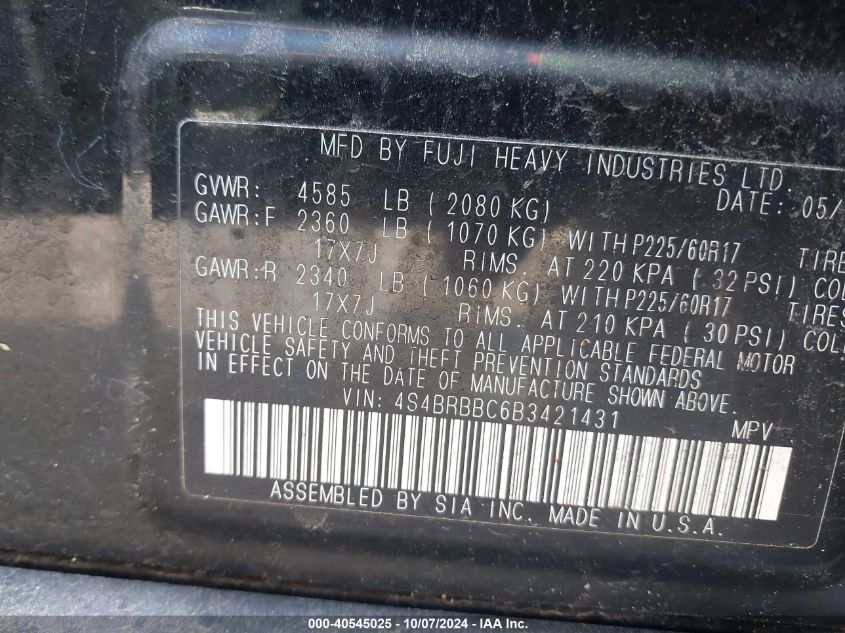 MFD BY FUJI HEAVY INDUSTRIES LTD.
GVWR: 4585 LB (2080 KG) DATE: 05/
GAWR:F 2360 LB (1070 KG) WITH P225/60R17 TIRE
17X7J RIMS. AT 220 KPA (32 PSI) COL
GAWR:R 2340 LB (1060 KG) WITH P225/60R17 TIRES
17X7J RIMS. AT 210 KPA (30 PSI) COLD
THIS VEHICLE CONFORMS TO ALL APPLICABLE FEDERAL MOTOR
VEHICLE SAFETY AND THEFT PREVENTION STANDARDS
IN EFFECT ON THE DATE OF MANUFACTURE SHOWN ABOVE.
VIN: 4S4BRBBC6B3421431 MPV
ASSEMBLED BY SIA INC. MADE IN U.S.A.
000-40545025 - 10/07/2024 - IAA Inc.